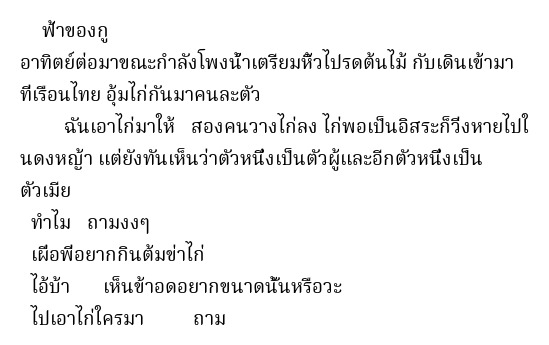 ฟ้าของกู
อาทิตย์ต่อมาขณะกำลังโพงน้ำเตรียมหิ้วไปรดต้นไม้ กับเดินเข้ามา
ที่เรือนไทย อุ้มไก่กันมาคนละตัว
ฉันเอาไก่มาให้ สองคนวางไก่ลง ไก่พอเป็นอิสระก็วิ่งหายไปใ
นดงหญ้า แต่ยังทันเห็นว่าตัวหนึ่งเป็นตัวผู้และอีกตัวหนึ่งเป็น
ตัวเมีย
ทำไม ถามงงๆ
เผื่อพี่อยากกินต้มข่าไก่
ไอ้บ้า เห็นข้าอดอยากขนาดนั้นหรือวะ
ไปเอาไก่ใครมา ถาม